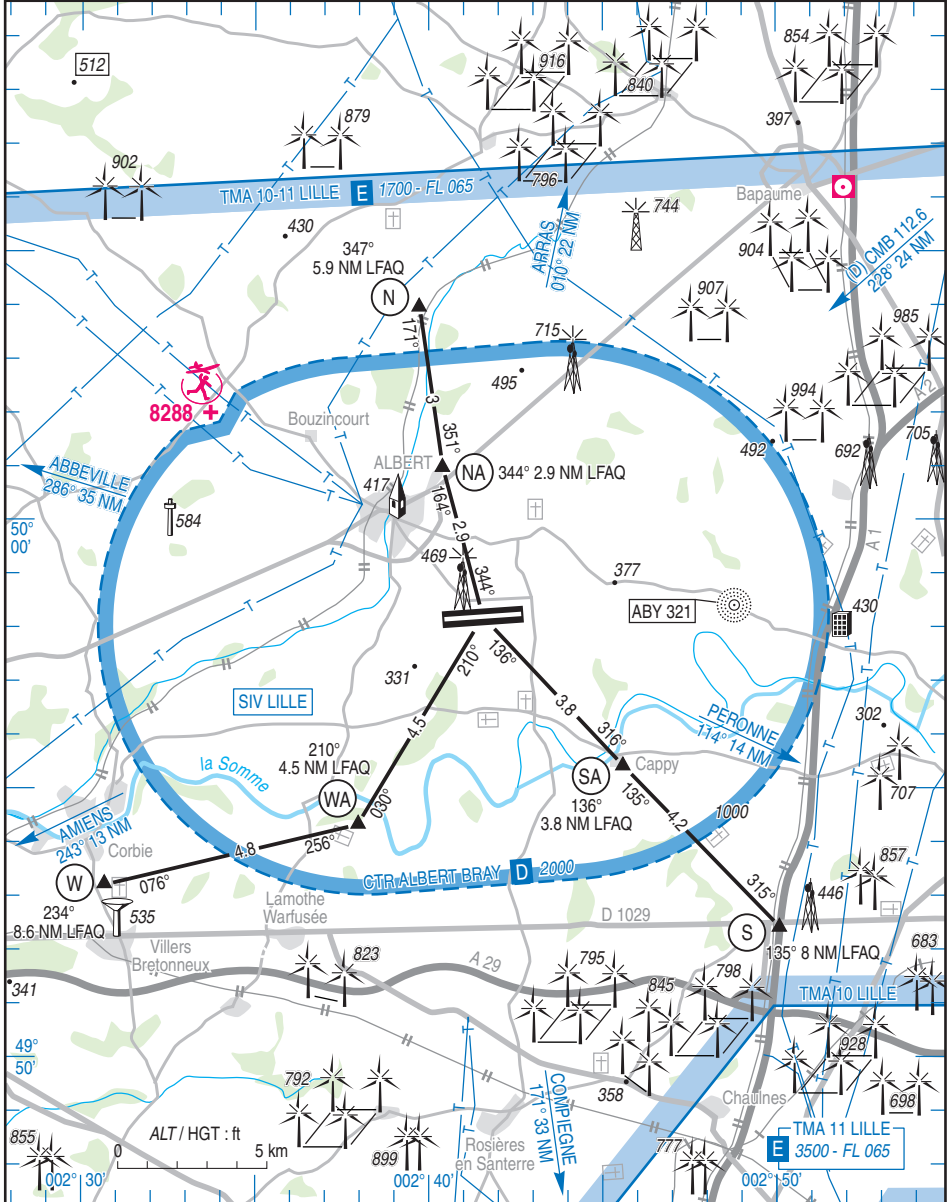 854
916
512
840
879
397
902
796
TMA 10-11 LILLE E 1700 - FL 065
Bapaume
744
430
904
ARRAS
010° 22 NM
(D) CMB 112.6
228° 24 NM
347°
5.9 NM LFAQ
N
907
171°
715
985
3
495
8288
994
Bouzincourt
A 2
351°
492
692
705
ALBERT
NA
344° 2.9 NM LFAQ
ABBEVILLE
286° 35 NM
417
164°
584
2.9
50°
00'
A 1
469
344°
377
ABY 321
430
136°
210°
331
SIV LILLE
3.8
PERONNE
114° 14 NM
302
4.5
316°
210°
4.5 NM LFAQ
la Somme
SA
Cappy
WA
136°
3.8 NM LFAQ
135°
707
030°
AMIENS
243° 13 NM
1000
4.2
256°
Corbie
4.8
857
CTR ALBERT BRAY D 2000
W
076°
315°
446
234°
8.6 NM LFAQ
535
Lamothe
Warfusée
D 1029
S
Villers
Bretonneux
135° 8 NM LFAQ
683
823
A 29
795
798
341
845
TMA 10 LILLE
49°
50'
928
792
COMPIEGNE
171° 33 NM
358
Chaulnes
698
855
ALT / HGT : ft
0 5 km
899
Rosières
en Santerre
777
TMA 11 LILLE
E 3500 - FL 065
002° 30'
002° 40'
002° 50'